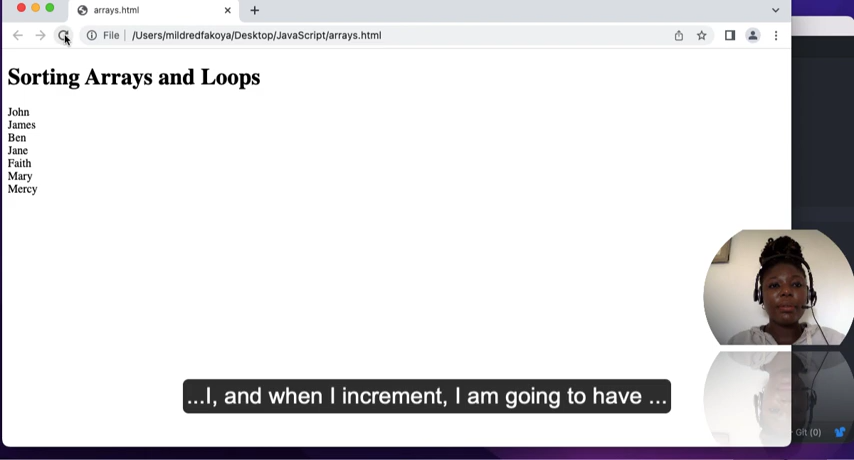 arrays.html
File | /Users/mildredfakoya/Desktop/JavaScript/arrays.html
Sorting Arrays and Loops
John
James
Ben
Jane
Faith
Mary
Mercy
...I, and when I increment, I am going to have ...
Git (0)